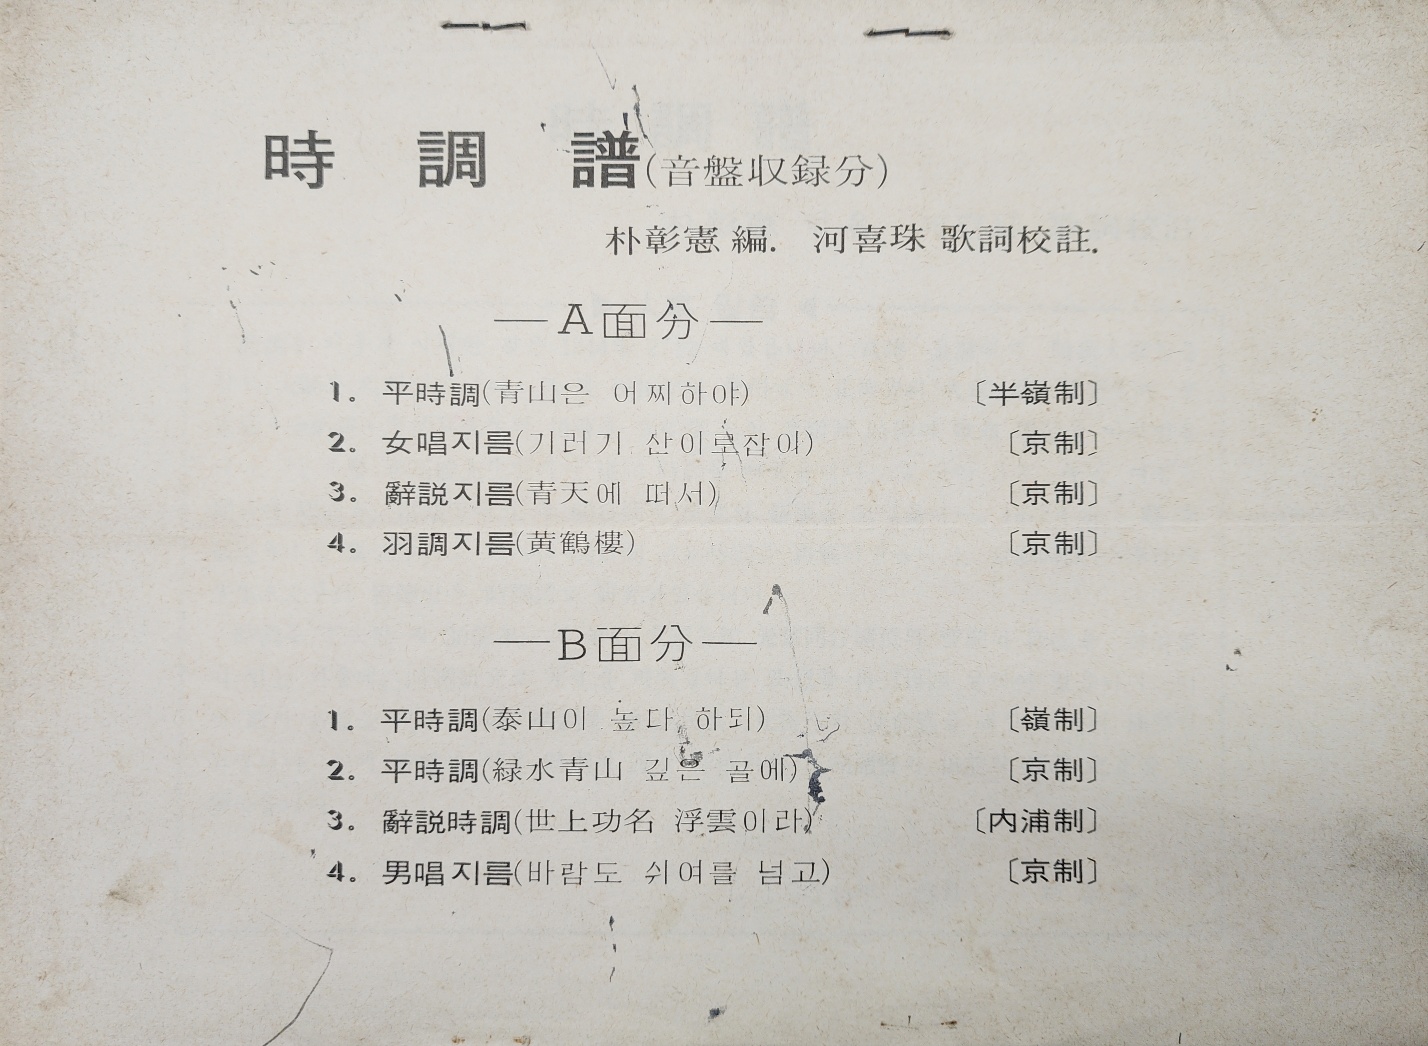 時 調 譜(音盤収録分)
朴彰憲 編. 河喜珠 歌詞校註.
—A面分—
1. 平時調(青山은 어찌하야) 〔半嶺制〕
2. 女唱지름(기러기 산이로잡아) 〔京制〕
3. 辭説지름(青天에 떠서) 〔京制〕
4. 羽調지름(黄鶴樓) 〔京制〕
—B面分—
1. 平時調(泰山이 높다 하되) 〔嶺制〕
2. 平時調(緑水青山 깊은 골에) 〔京制〕
3. 辭説時調(世上功名 浮雲이라) 〔内浦制〕
4. 男唱지름(바람도 쉬여를 넘고) 〔京制〕